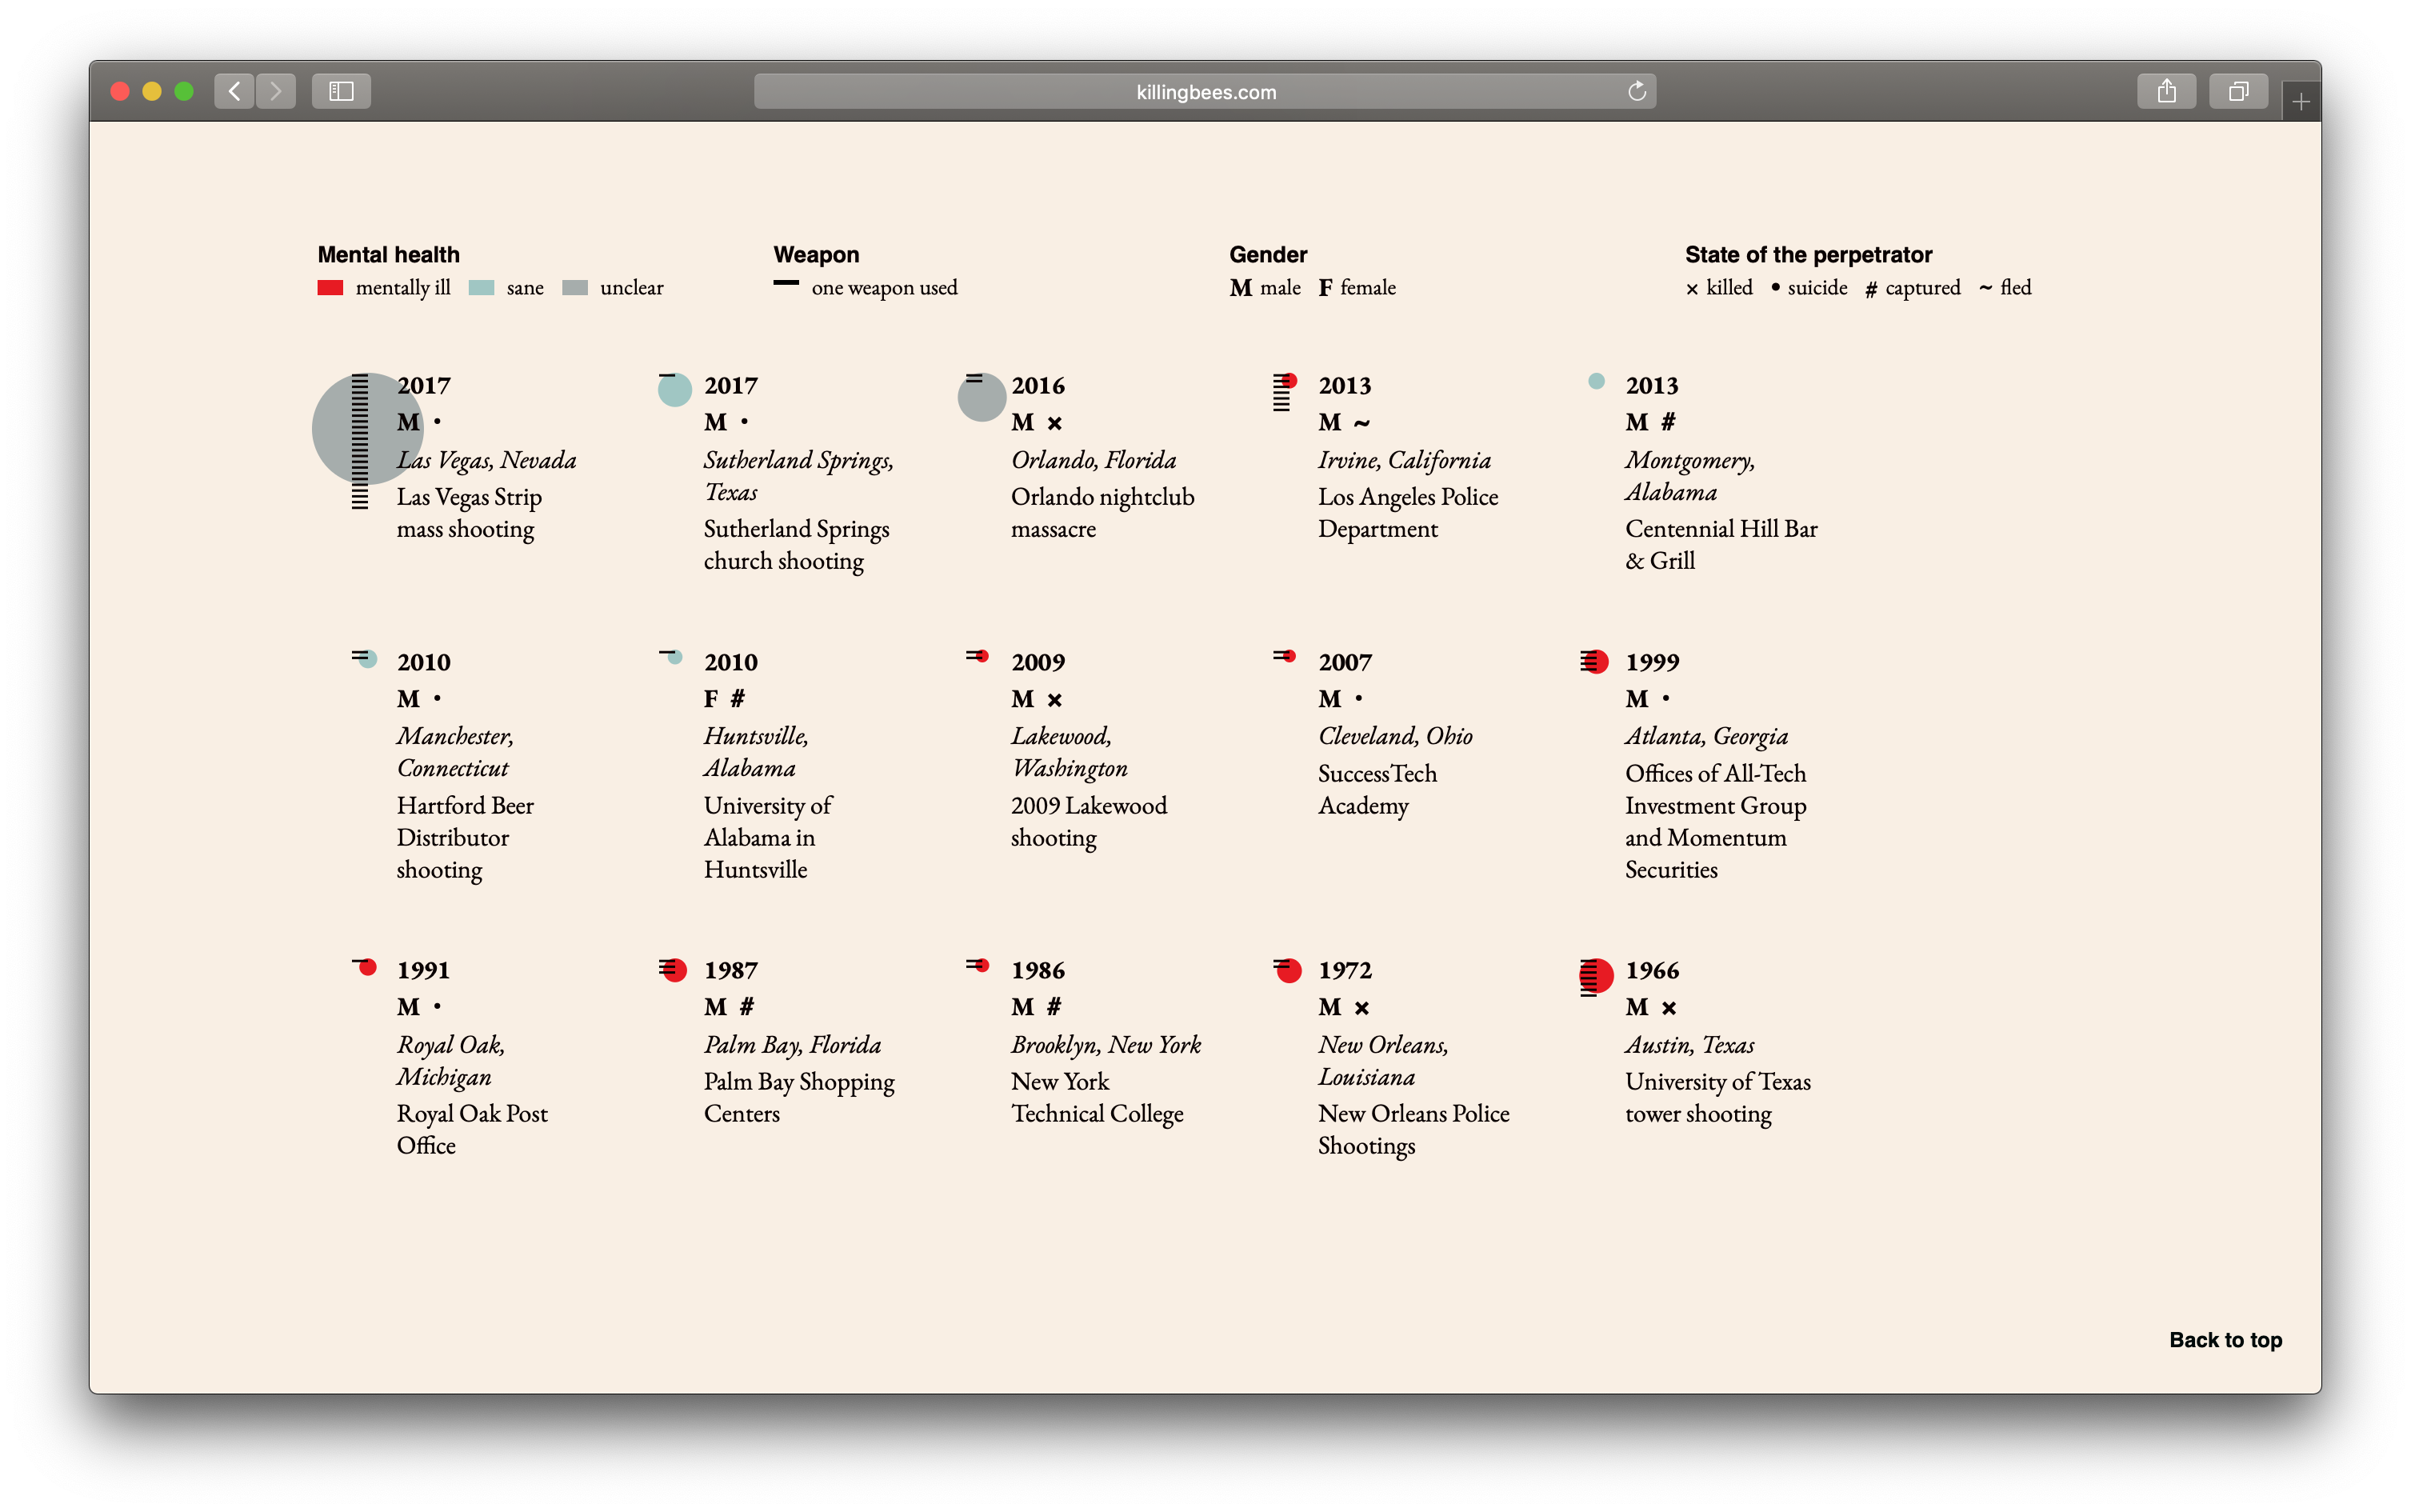 killingbees.com
Mental health
mentally ill sane unclear
Weapon
one weapon used
Gender
M male F female
State of the perpetrator
× killed • suicide # captured ~ fled
2017
M •
Las Vegas, Nevada
Las Vegas Strip
mass shooting
2017
M •
Sutherland Springs,
Texas
Sutherland Springs
church shooting
2016
M ×
Orlando, Florida
Orlando nightclub
massacre
2013
M ~
Irvine, California
Los Angeles Police
Department
2013
M #
Montgomery,
Alabama
Centennial Hill Bar
& Grill
2010
M •
Manchester,
Connecticut
Hartford Beer
Distributor
shooting
2010
F #
Huntsville,
Alabama
University of
Alabama in
Huntsville
2009
M ×
Lakewood,
Washington
2009 Lakewood
shooting
2007
M •
Cleveland, Ohio
SuccessTech
Academy
1999
M •
Atlanta, Georgia
Offices of All-Tech
Investment Group
and Momentum
Securities
1991
M •
Royal Oak,
Michigan
Royal Oak Post
Office
1987
M #
Palm Bay, Florida
Palm Bay Shopping
Centers
1986
M #
Brooklyn, New York
New York
Technical College
1972
M ×
New Orleans,
Louisiana
New Orleans Police
Shootings
1966
M ×
Austin, Texas
University of Texas
tower shooting
Back to top